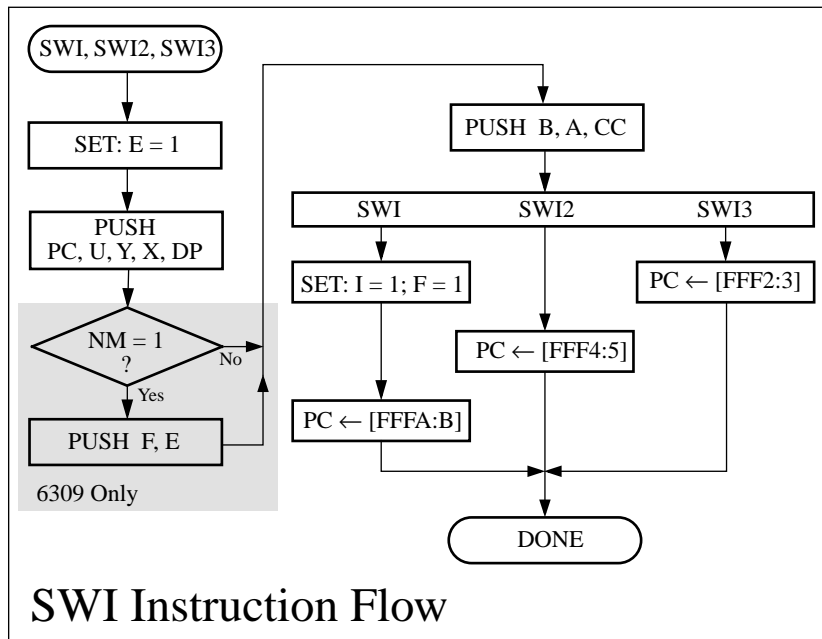 SWI, SWI2, SWI3
SET: E = 1
PUSH
PC, U, Y, X, DP
NM = 1
?
No
Yes
PUSH F, E
6309 Only
PUSH B, A, CC
SWI SWI2 SWI3
SET: I = 1; F = 1
PC ← [FFF2:3]
PC ← [FFF4:5]
PC ← [FFFA:B]
DONE
SWI Instruction Flow